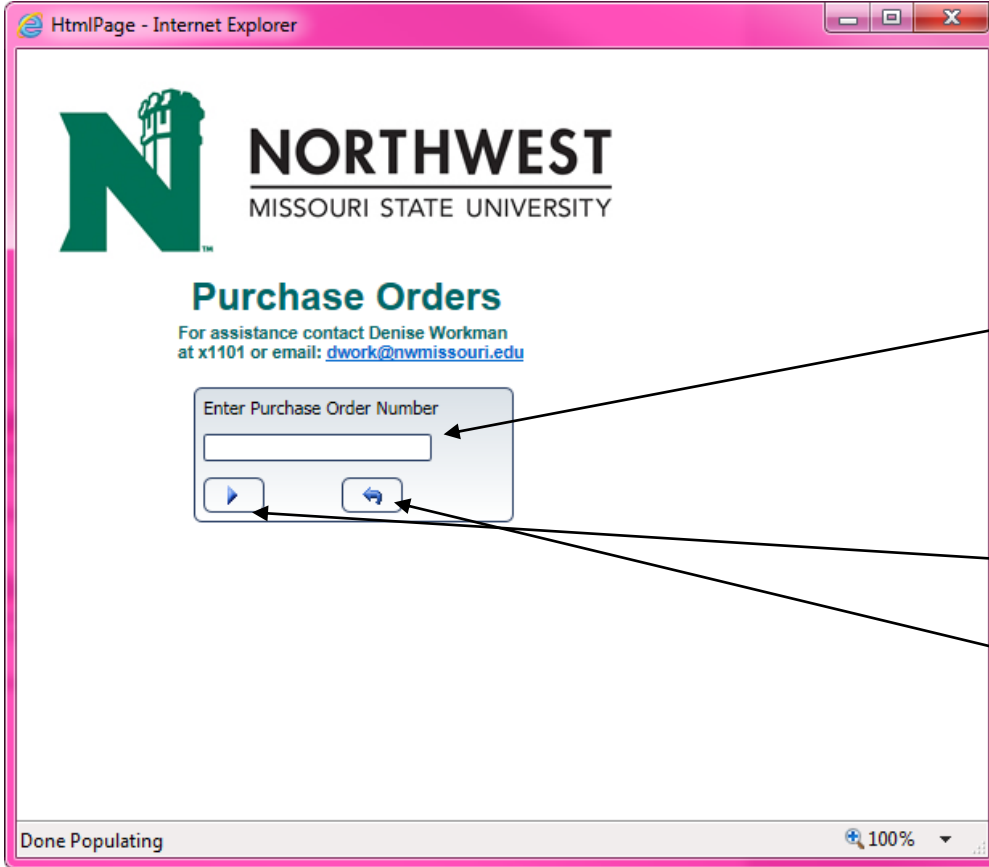 HtmlPage - Internet Explorer
NORTHWEST
MISSOURI STATE UNIVERSITY
N
TM
Purchase Orders
For assistance contact Denise Workman
at x1101 or email: dwork@nwmissouri.edu
Enter Purchase Order Number
Done Populating
100%